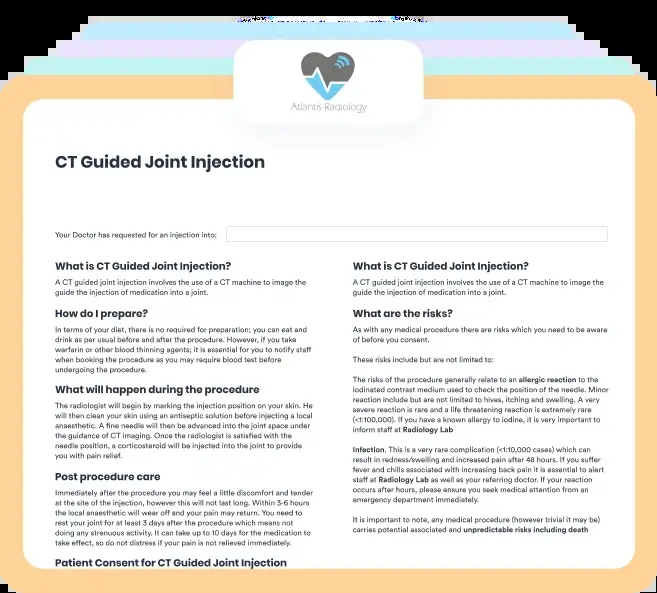 Atlantis Radiology
CT Guided Joint Injection
Your Doctor has requested for an injection into:
What is CT Guided Joint Injection?
A CT guided joint injection involves the use of a CT machine to image the
guide the injection of medication into a joint.
How do I prepare?
In terms of your diet, there is no required for preparation; you can eat and
drink as per usual before and after the procedure. However, if you take
warfarin or other blood thinning agents; it is essential for you to notify staff
when booking the procedure as you may require blood test before
undergoing the procedure.
What will happen during the procedure
The radiologist will begin by marking the injection position on your skin. He
will then clean your skin using an antiseptic solution before injecting a local
anaesthetic. A fine needle will then be advanced into the joint space under
the guidance of CT imaging. Once the radiologist is satisfied with the
needle position, a corticosteroid will be injected into the joint to provide
you with pain relief.
Post procedure care
Immediately after the procedure you may feel a little discomfort and tender
at the site of the injection, however this will not last long. Within 3-6 hours
the local anaesthetic will wear off and your pain may return. You need to
rest your joint for at least 3 days after the procedure which means not
doing any strenuous activity. It can take up to 10 days for the medication to
take effect, so do not distress if your pain is not relieved immediately.
Patient Consent for CT Guided Joint Injection
What is CT Guided Joint Injection?
A CT guided joint injection involves the use of a CT machine to image the
guide the injection of medication into a joint.
What are the risks?
As with any medical procedure there are risks which you need to be aware
of before you consent.
These risks include but are not limited to:
The risks of the procedure generally relate to an allergic reaction to the
iodinated contrast medium used to check the position of the needle. Minor
reaction include but are not limited to hives, itching and swelling. A very
severe reaction is rare and a life threatening reaction is extremely rare
(<1:100,000). If you have a known allergy to iodine, it is very important to
inform staff at Radiology Lab
Infection. This is a very rare complication (<1:10,000 cases) which can
result in redness/swelling and increased pain after 48 hours. If you suffer
fever and chills associated with increasing back pain it is essential to alert
staff at Radiology Lab as well as your referring doctor. If your reaction
occurs after hours, please ensure you seek medical attention from an
emergency department immediately.
It is important to note, any medical procedure (however trivial it may be)
carries potential associated and unpredictable risks including death